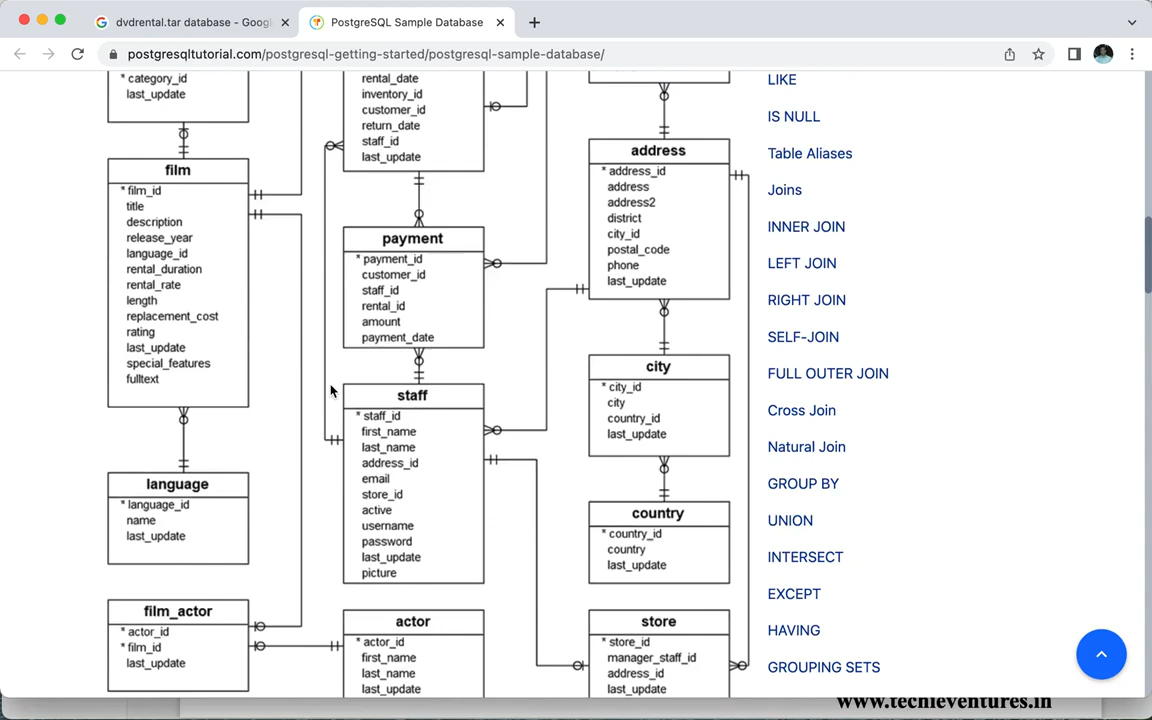 dvdrental.tar database - Goog
PostgreSQL Sample Database
postgresqltutorial.com/postgresql-getting-started/postgresql-sample-database/
* category_id
last_update
film
* film_id
title
description
release_year
language_id
rental_duration
rental_rate
length
replacement_cost
rating
last_update
special_features
fulltext
language
* language_id
name
last_update
film_actor
* actor_id
* film_id
last_update
rental_date
inventory_id
customer_id
return_date
staff_id
last_update
payment
* payment_id
customer_id
staff_id
rental_id
amount
payment_date
staff
* staff_id
first_name
last_name
address_id
email
store_id
active
username
password
last_update
picture
actor
* actor_id
first_name
last_name
last_update
address
* address_id
address
address2
district
city_id
postal_code
phone
last_update
city
* city_id
city
country_id
last_update
country
* country_id
country
last_update
store
* store_id
manager_staff_id
address_id
last_update
LIKE
IS NULL
Table Aliases
Joins
INNER JOIN
LEFT JOIN
RIGHT JOIN
SELF-JOIN
FULL OUTER JOIN
Cross Join
Natural Join
GROUP BY
UNION
INTERSECT
EXCEPT
HAVING
GROUPING SETS
www.techieventures.in